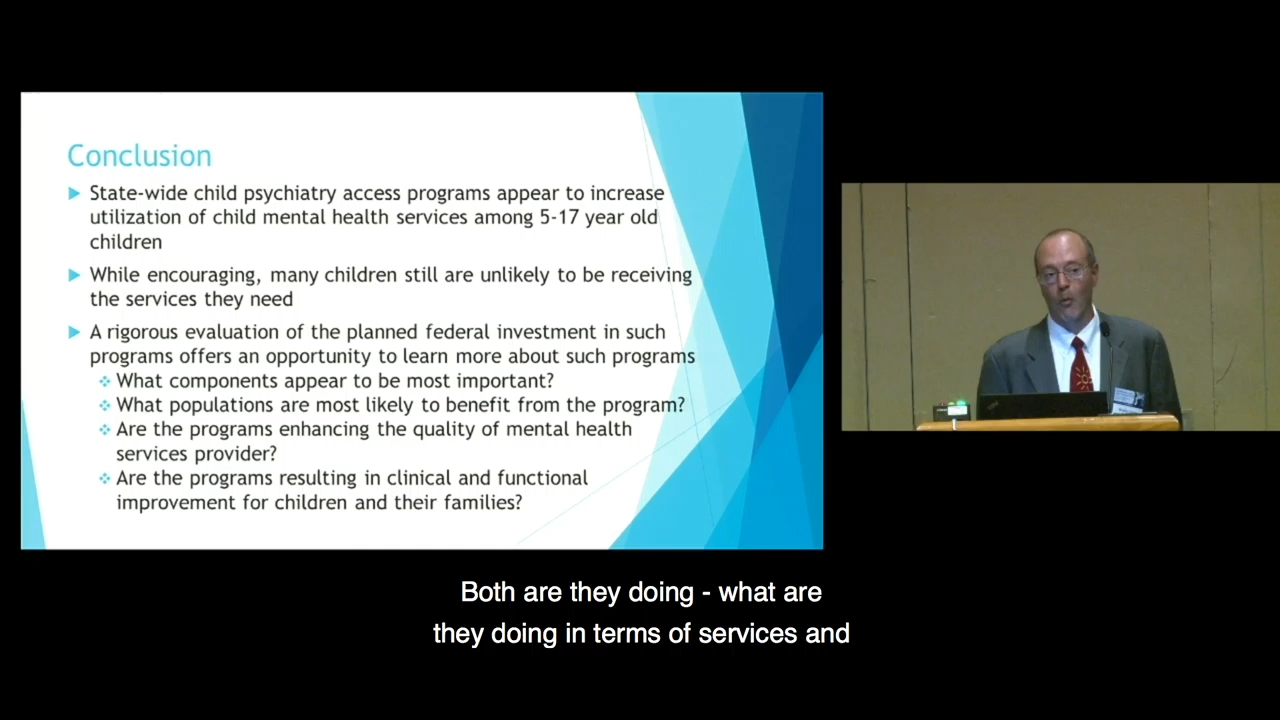 Conclusion
State-wide child psychiatry access programs appear to increase
utilization of child mental health services among 5-17 year old
children
While encouraging, many children still are unlikely to be receiving
the services they need
A rigorous evaluation of the planned federal investment in such
programs offers an opportunity to learn more about such programs
What components appear to be most important?
What populations are most likely to benefit from the program?
Are the programs enhancing the quality of mental health
services provider?
Are the programs resulting in clinical and functional
improvement for children and their families?
Both are they doing - what are
they doing in terms of services and